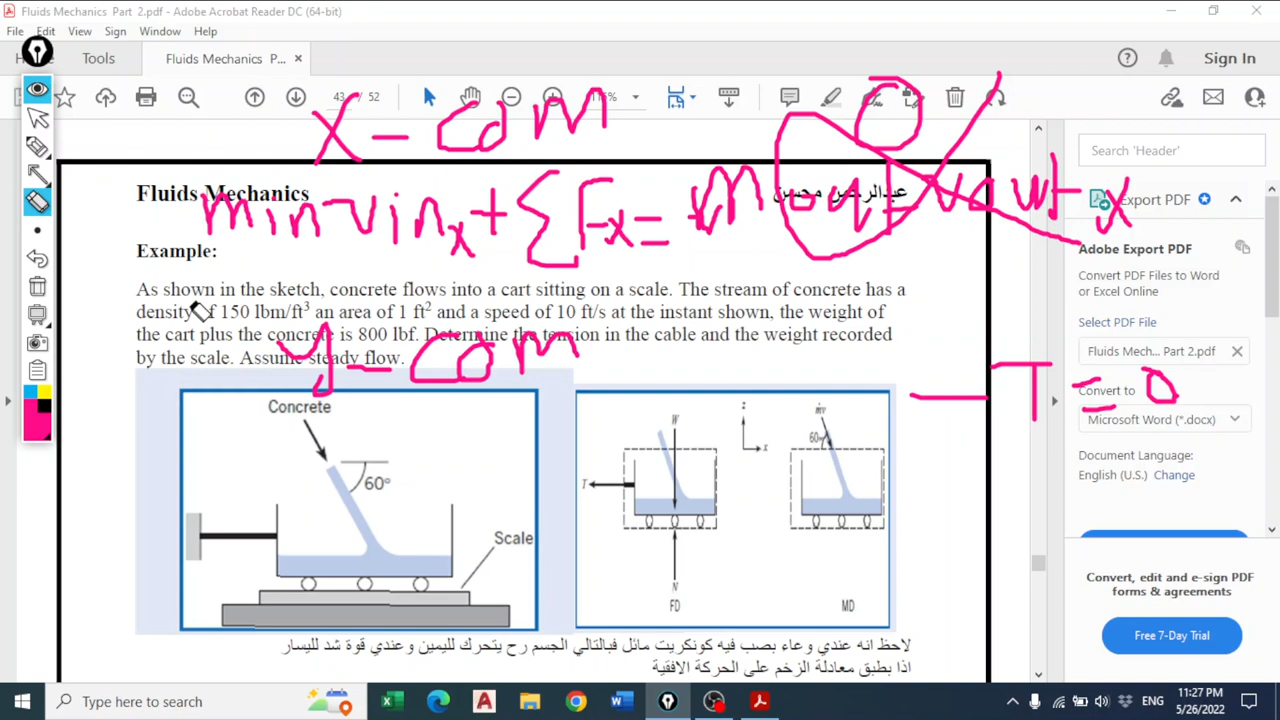 Fluids Mechanics Part 2.pdf - Adobe Acrobat Reader DC (64-bit)
File Edit View Sign Window Help
Tools Fluids Mechanics P... × Sign In
43 / 52
x - com
Search 'Header'
Fluids Mechanics عبدالرحمن محسن
Export PDF
Example:
Adobe Export PDF
Convert PDF Files to Word
or Excel Online
Select PDF File
As shown in the sketch, concrete flows into a cart sitting on a scale. The stream of concrete has a
density of 150 lbm/ft³ an area of 1 ft² and a speed of 10 ft/s at the instant shown, the weight of
the cart plus the concrete is 800 lbf. Determine the tension in the cable and the weight recorded
by the scale. Assume steady flow.
y - com
- T = 0
Fluids Mech... Part 2.pdf ×
Convert to
Microsoft Word (*.docx)
Document Language:
English (U.S.) Change
Concrete
60°
Scale
W
z
x
T
N
FD
ṁv
60°
MD
Convert, edit and e-sign PDF
forms & agreements
Free 7-Day Trial
لاحظ انه عندي وعاء بصب فيه كونكريت مائل فبالتالي الجسم رح يتحرك لليمين وعندي قوة شد لليسار
اذا بطبق معادلة الزخم على الحركة الافقية
Type here to search
ENG
11:27 PM
5/26/2022